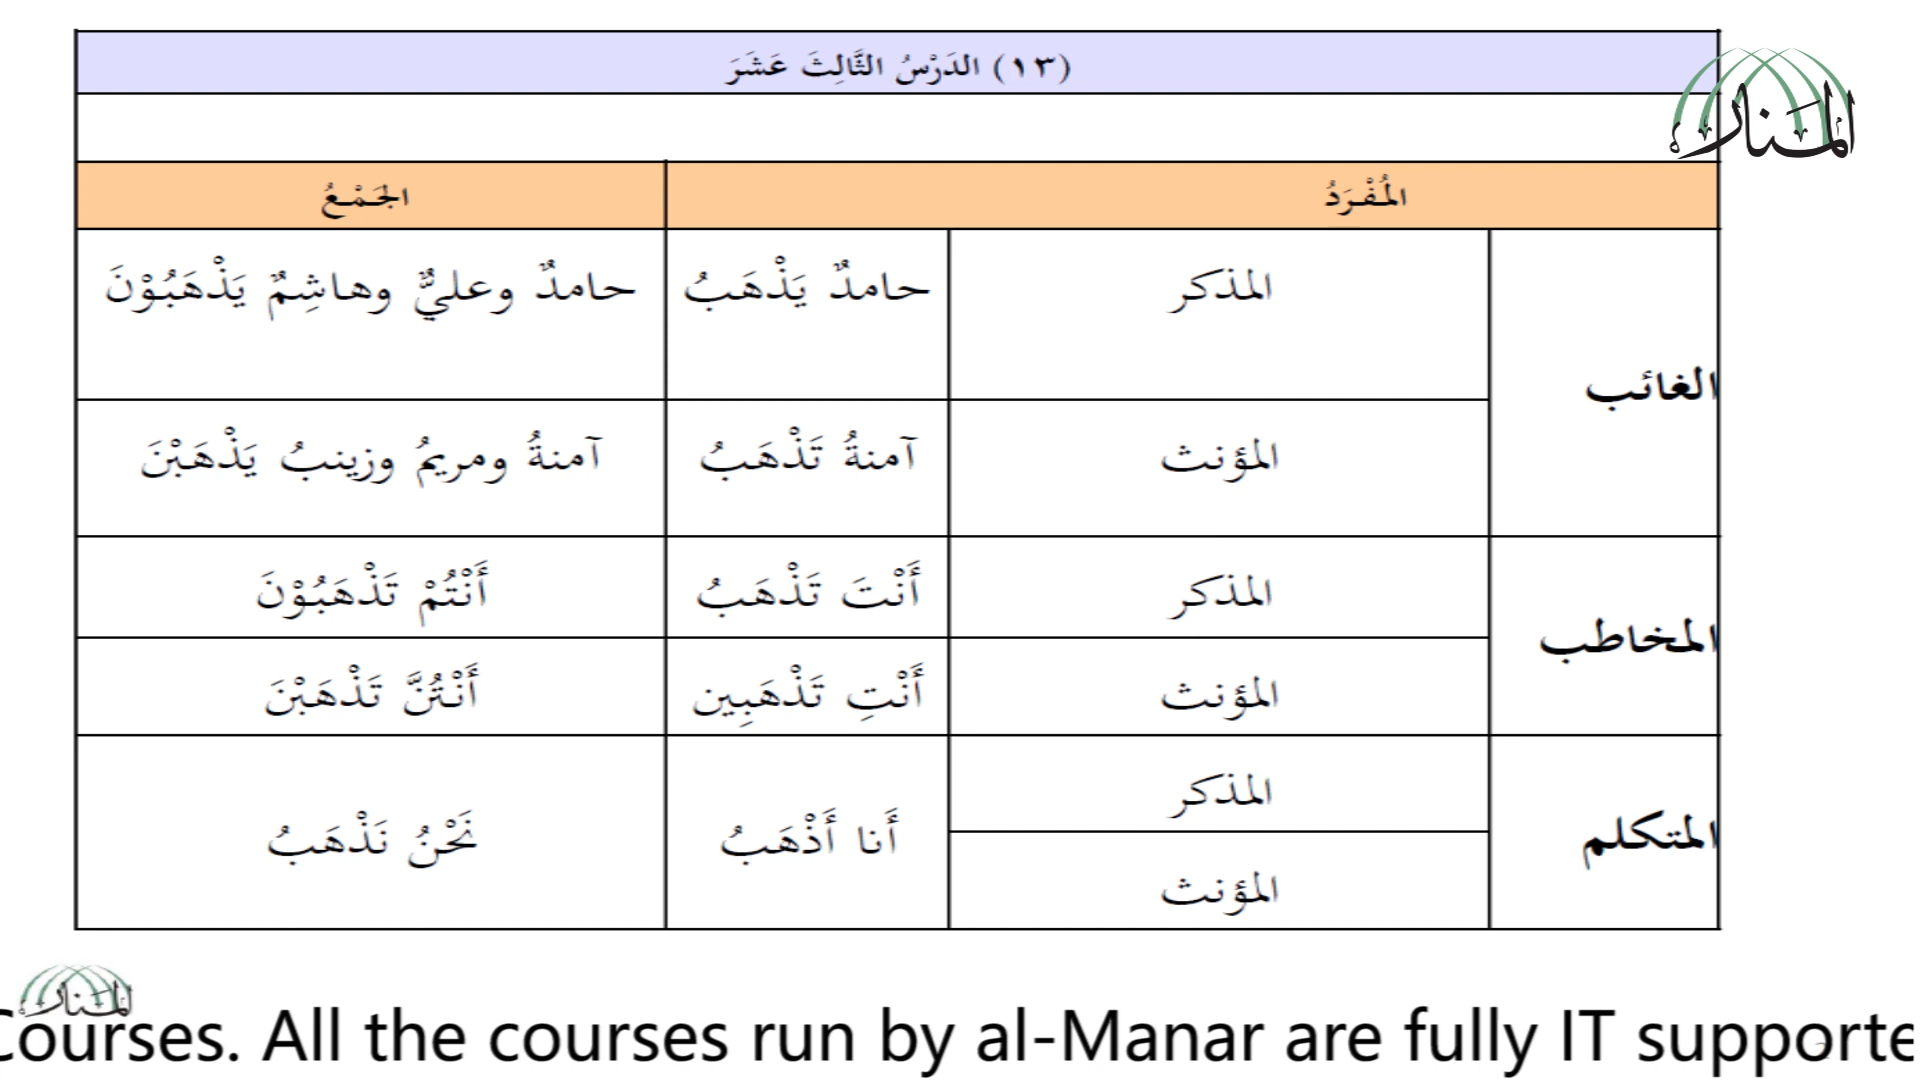 (١٣) الدَرْسُ الثَّالِثَ عَشَرَ
المَنار
المُفْرَدُ الجَمْعُ
الغائب
المذكر حامدٌ يَذْهَبُ حامدٌ وعليٌّ وهاشِمٌ يَذْهَبُوْنَ
المؤنث آمنةُ تَذْهَبُ آمنةُ ومريمُ وزينبُ يَذْهَبْنَ
المخاطب
المذكر أَنْتَ تَذْهَبُ أَنْتُمْ تَذْهَبُوْنَ
المؤنث أَنْتِ تَذْهَبِين أَنْتُنَّ تَذْهَبْنَ
المتكلم
المذكر
أَنا أَذْهَبُ نَحْنُ نَذْهَبُ
المؤنث
المنار
Courses. All the courses run by al-Manar are fully IT supporte